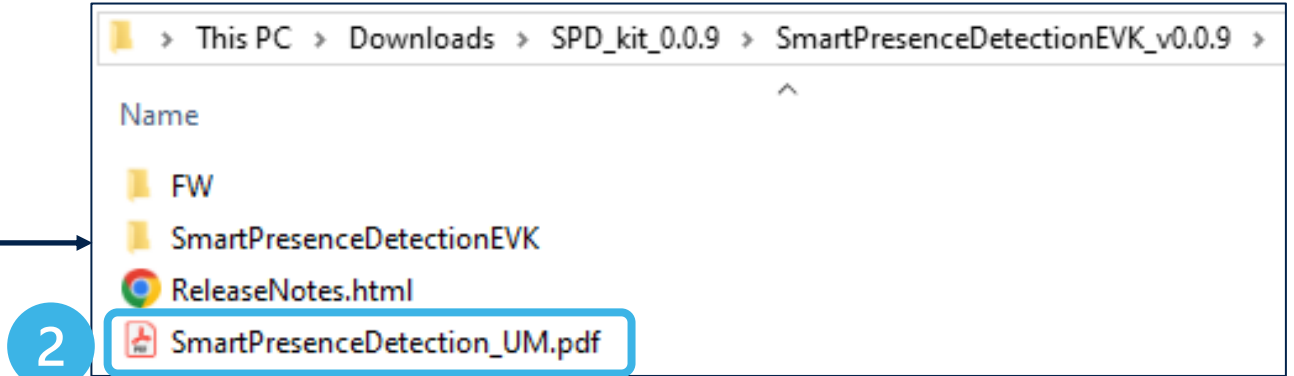 > This PC > Downloads > SPD_kit_0.0.9 > SmartPresenceDetectionEVK_v0.0.9 >
Name
FW
SmartPresenceDetectionEVK
ReleaseNotes.html
2 SmartPresenceDetection_UM.pdf